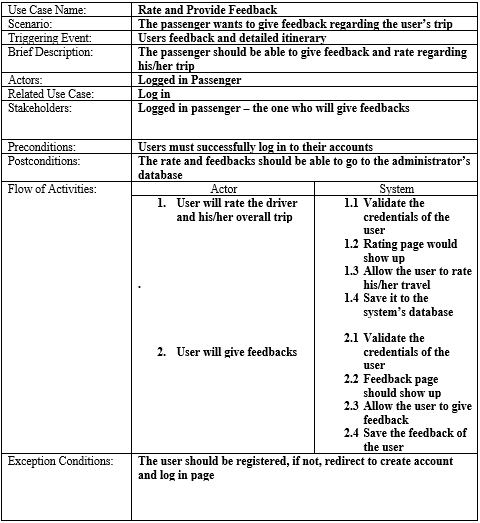 Use Case Name: Rate and Provide Feedback
Scenario: The passenger wants to give feedback regarding the user's trip
Triggering Event: Users feedback and detailed itinerary
Brief Description: The passenger should be able to give feedback and rate regarding
his/her trip
Actors: Logged in Passenger
Related Use Case: Log in
Stakeholders: Logged in passenger – the one who will give feedbacks
Preconditions: Users must successfully log in to their accounts
Postconditions: The rate and feedbacks should be able to go to the administrator's
database
Flow of Activities: Actor System
1. User will rate the driver
and his/her overall trip
.
2. User will give feedbacks
1.1 Validate the
credentials of the
user
1.2 Rating page would
show up
1.3 Allow the user to rate
his/her travel
1.4 Save it to the
system's database
2.1 Validate the
credentials of the
user
2.2 Feedback page
should show up
2.3 Allow the user to give
feedback
2.4 Save the feedback of
the user
Exception Conditions: The user should be registered, if not, redirect to create account
and log in page